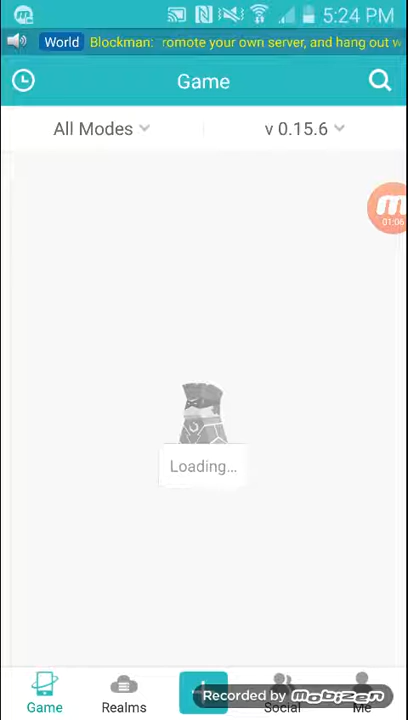 5:24 PM
World Blockman: romote your own server, and hang out w
Game
All Modes v 0.15.6
01:06
Loading...
Game Realms Social Me
Recorded by mobizen